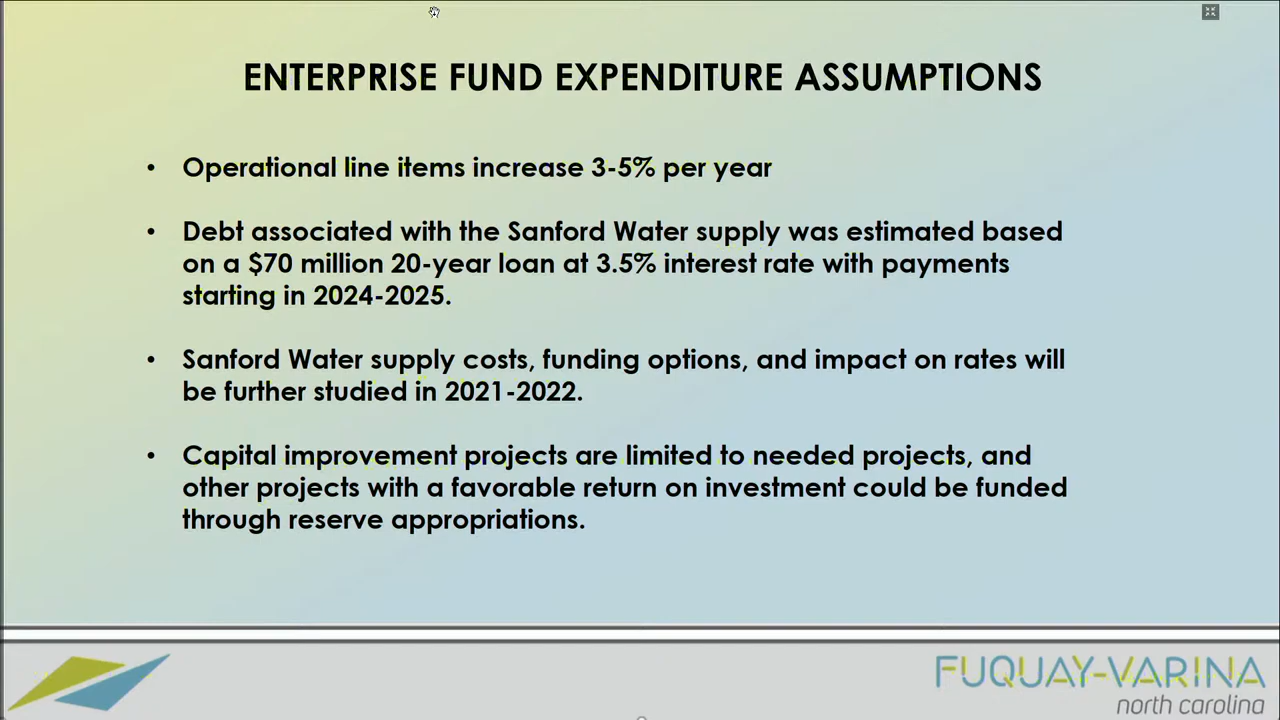 ENTERPRISE FUND EXPENDITURE ASSUMPTIONS
• Operational line items increase 3-5% per year
• Debt associated with the Sanford Water supply was estimated based
on a $70 million 20-year loan at 3.5% interest rate with payments
starting in 2024-2025.
• Sanford Water supply costs, funding options, and impact on rates will
be further studied in 2021-2022.
• Capital improvement projects are limited to needed projects, and
other projects with a favorable return on investment could be funded
through reserve appropriations.
FUQUAY-VARINA
north carolina